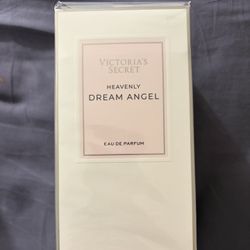 VICTORIA'S
SECRET
HEAVENLY
DREAM ANGEL
EAU DE PARFUM